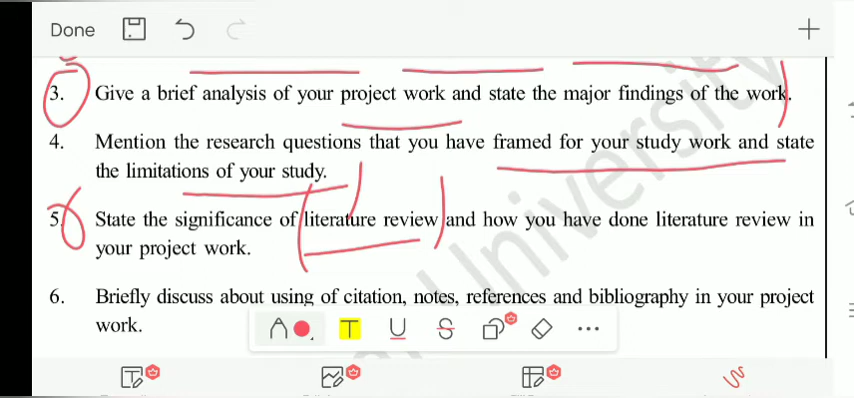 Done
3. Give a brief analysis of your project work and state the major findings of the work.
4. Mention the research questions that you have framed for your study work and state
the limitations of your study.
5. State the significance of literature review and how you have done literature review in
your project work.
6. Briefly discuss about using of citation, notes, references and bibliography in your project
work.
T U S
University